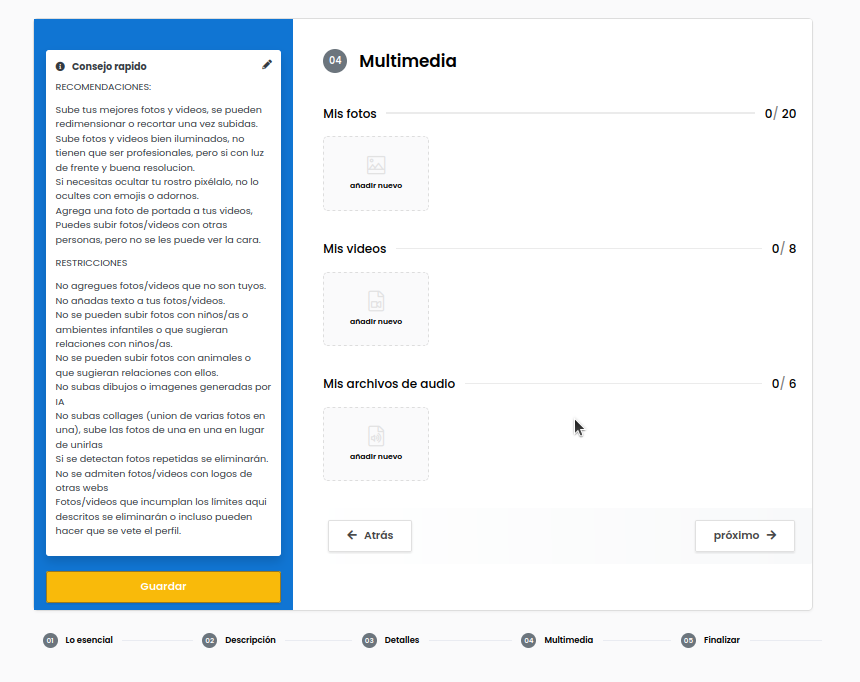 Consejo rapido
RECOMENDACIONES:
Sube tus mejores fotos y videos, se pueden
redimensionar o recortar una vez subidas.
Sube fotos y videos bien iluminados, no
tienen que ser profesionales, pero si con luz
de frente y buena resolucion.
Si necesitas ocultar tu rostro pixélalo, no lo
ocultes con emojis o adornos.
Agrega una foto de portada a tus videos,
Puedes subir fotos/videos con otras
personas, pero no se les puede ver la cara.
RESTRICCIONES
No agregues fotos/videos que no son tuyos.
No añadas texto a tus fotos/videos.
No se pueden subir fotos con niños/as o
ambientes infantiles o que sugieran
relaciones con niños/as.
No se pueden subir fotos con animales o
que sugieran relaciones con ellos.
No subas dibujos o imagenes generadas por
IA
No subas collages (union de varias fotos en
una), sube las fotos de una en una en lugar
de unirlas
Si se detectan fotos repetidas se eliminarán.
No se admiten fotos/videos con logos de
otras webs
Fotos/videos que incumplan los límites aqui
descritos se eliminarán o incluso pueden
hacer que se vete el perfil.
Guardar
04 Multimedia
Mis fotos 0/ 20
añadir nuevo
Mis videos 0/ 8
añadir nuevo
Mis archivos de audio 0/ 6
añadir nuevo
Atrás próximo
01 Lo esencial 02 Descripción 03 Detalles 04 Multimedia 05 Finalizar